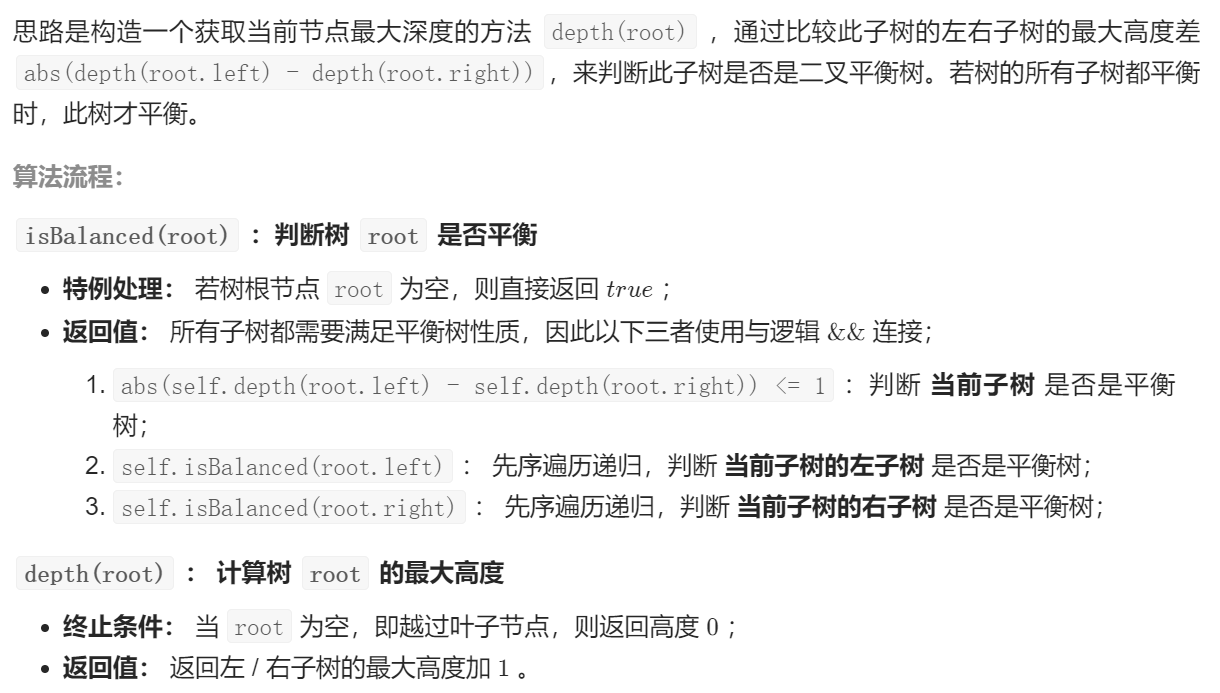 思路是构造一个获取当前节点最大深度的方法 depth(root) ，通过比较此子树的左右子树的最大高度差
abs(depth(root.left) - depth(root.right))，来判断此子树是否是二叉平衡树。若树的所有子树都平衡
时，此树才平衡。
算法流程：
isBalanced(root) ：判断树 root 是否平衡
• 特例处理： 若树根节点 root 为空，则直接返回 true ；
• 返回值： 所有子树都需要满足平衡树性质，因此以下三者使用与逻辑 && 连接；
1. abs(self.depth(root.left) - self.depth(root.right)) <= 1 ：判断 当前子树 是否是平衡
树；
2. self.isBalanced(root.left) ： 先序遍历递归，判断 当前子树的左子树 是否是平衡树；
3. self.isBalanced(root.right) ： 先序遍历递归，判断 当前子树的右子树 是否是平衡树；
depth(root) ： 计算树 root 的最大高度
• 终止条件： 当 root 为空，即越过叶子节点，则返回高度 0 ；
• 返回值： 返回左 / 右子树的最大高度加 1 。